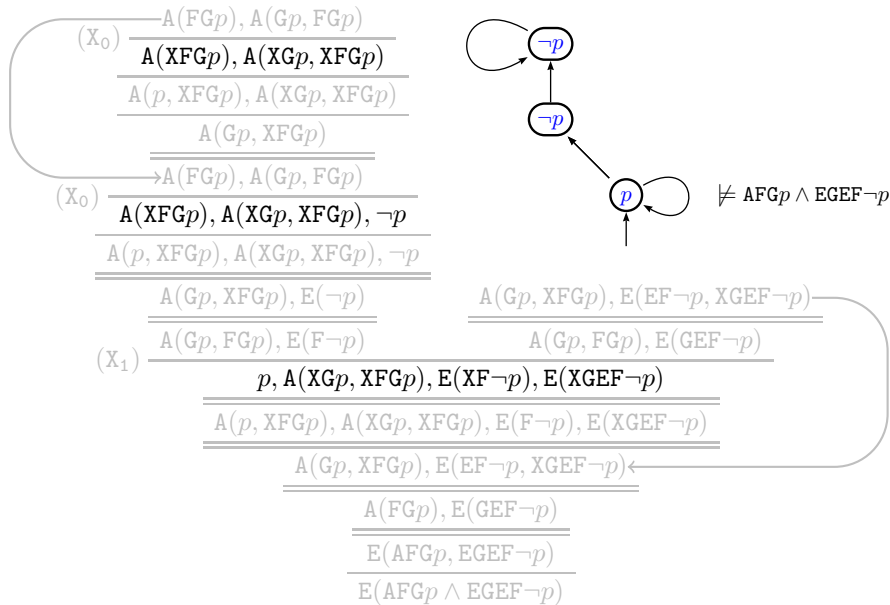 A(FGp), A(Gp, FGp)
(X₀)
A(XFGp), A(XGp, XFGp)
A(p, XFGp), A(XGp, XFGp)
A(Gp, XFGp)
A(FGp), A(Gp, FGp)
(X₀)
A(XFGp), A(XGp, XFGp), ¬p
A(p, XFGp), A(XGp, XFGp), ¬p
A(Gp, XFGp), E(¬p)
A(Gp, XFGp), E(EF¬p, XGEF¬p)
A(Gp, FGp), E(F¬p)
A(Gp, FGp), E(GEF¬p)
(X₁)
p, A(XGp, XFGp), E(XF¬p), E(XGEF¬p)
A(p, XFGp), A(XGp, XFGp), E(F¬p), E(XGEF¬p)
A(Gp, XFGp), E(EF¬p, XGEF¬p)
A(FGp), E(GEF¬p)
E(AFGp, EGEF¬p)
E(AFGp ∧ EGEF¬p)
¬p
¬p
p
⊭ AFGp ∧ EGEF¬p